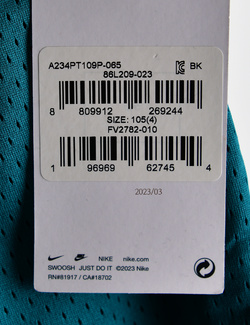 A234PT109P-065 BK
86L209-023
8 809912 269244
SIZE: 105(4)
FV2782-010
1 96969 62745 4
2023/03
NIKE nike.com
SWOOSH JUST DO IT ©2023 Nike
RN#81917 / CA#18702